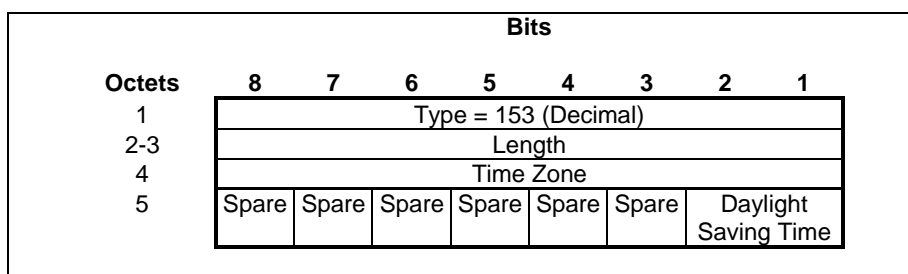 Bits
Octets 8 7 6 5 4 3 2 1
1 Type = 153 (Decimal)
2-3 Length
4 Time Zone
5 Spare Spare Spare Spare Spare Spare Daylight
Saving Time